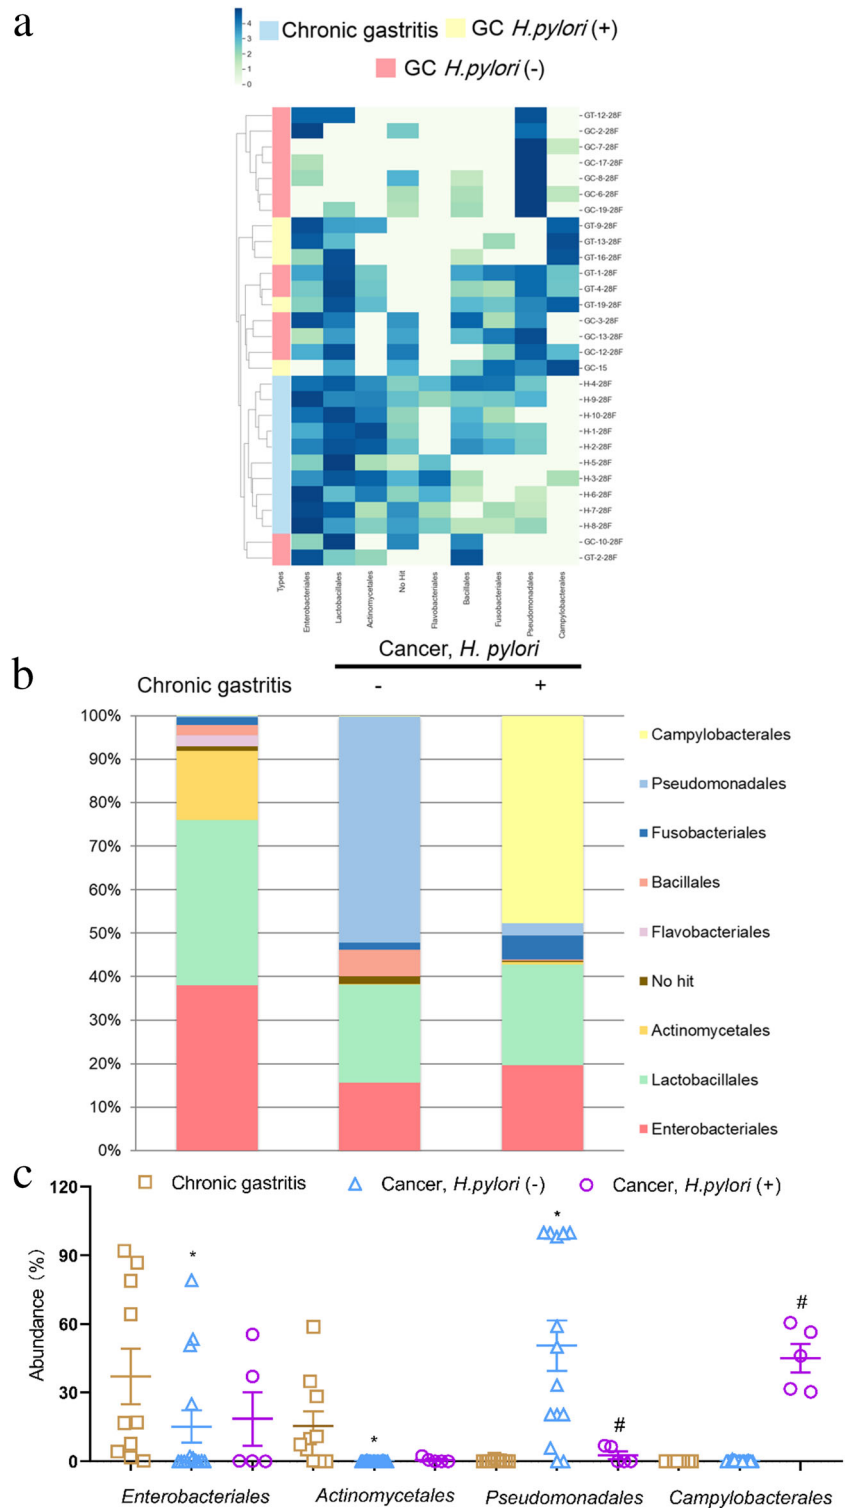 a
5
4
3
2
1
0
Chronic gastritis
GC H.pylori (+)
GC H.pylori (-)
GT-12-28F
GC-2-28F
GC-7-28F
GC-17-28F
GC-8-28F
GC-6-28F
GC-19-28F
GT-9-28F
GT-13-28F
GT-16-28F
GT-1-28F
GT-4-28F
GT-19-28F
GC-3-28F
GC-13-28F
GC-12-28F
GC-15
H-4-28F
H-9-28F
H-10-28F
H-1-28F
H-2-28F
H-5-28F
H-3-28F
H-6-28F
H-7-28F
H-8-28F
GC-10-28F
GT-2-28F
Types
Enterobacteriales
Lactobacillales
Actinomycetales
No Hit
Flavobacteriales
Bacillales
Fusobacteriales
Pseudomonadales
Campylobacterales
b
Cancer, H. pylori
Chronic gastritis - +
100%
90%
80%
70%
60%
50%
40%
30%
20%
10%
0%
Campylobacterales
Pseudomonadales
Fusobacteriales
Bacillales
Flavobacteriales
No hit
Actinomycetales
Lactobacillales
Enterobacteriales
c
Chronic gastritis
Cancer, H.pylori (-)
Cancer, H.pylori (+)
Abundance (%)
120
90
60
30
0
*
*
*
#
#
Enterobacteriales
Actinomycetales
Pseudomonadales
Campylobacterales